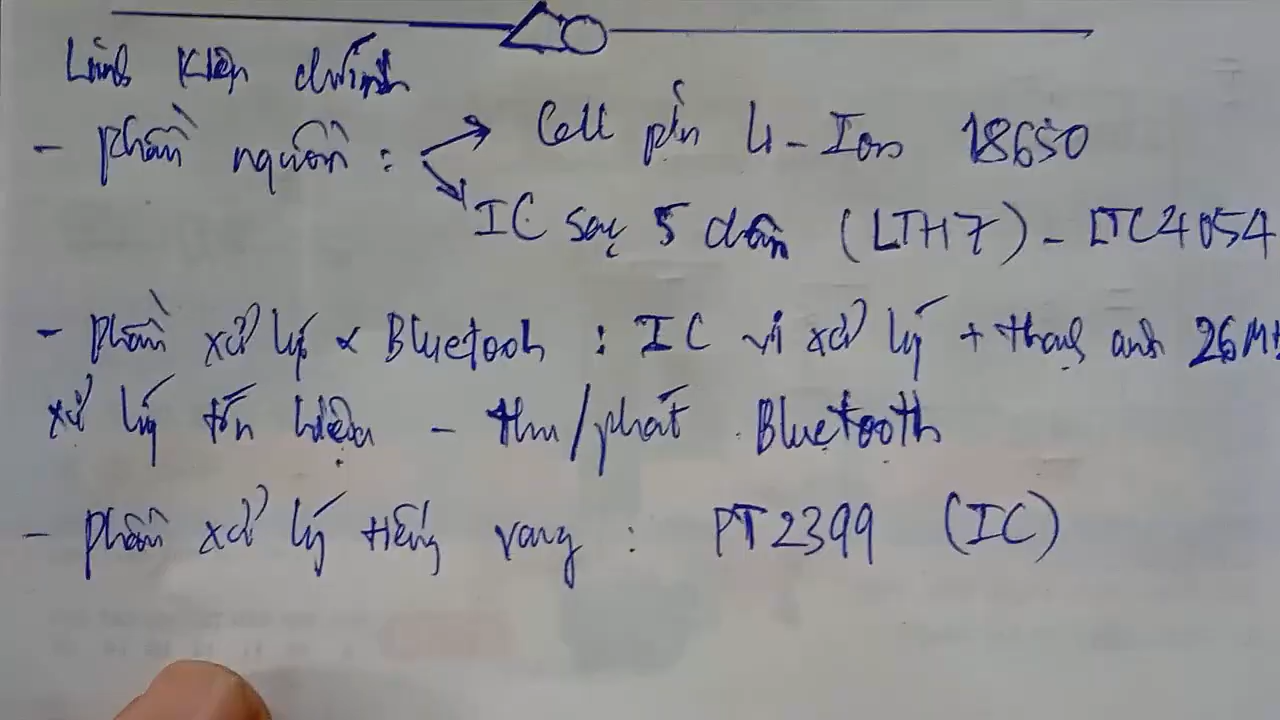 Linh kiện chính
- phần nguồn : Cell pin Li-Ion 18650
IC sạc 5 chân (LTH7) - LTC4054
- phần xử lý & Bluetooh : IC vi xử lý + thạch anh 26M
xử lý tín hiệu - thu/phát Bluetooth
- phần xử lý tiếng vang : PT2399 (IC)